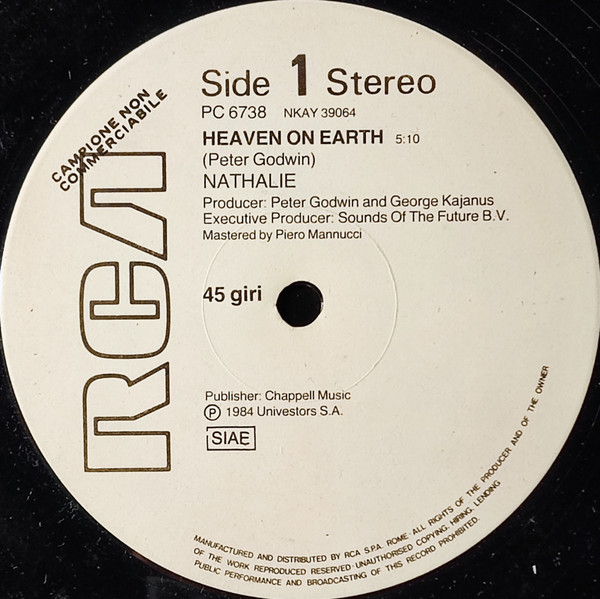 Side 1 Stereo
PC 6738 NKAY 39064
HEAVEN ON EARTH 5:10
(Peter Godwin)
NATHALIE
Producer: Peter Godwin and George Kajanus
Executive Producer: Sounds Of The Future B.V.
Mastered by Piero Mannucci
CAMPIONE NON
COMMERCIABILE
RCA
45 giri
Publisher: Chappell Music
Ⓟ 1984 Univestors S.A.
SIAE
MANUFACTURED AND DISTRIBUTED BY RCA S.P.A. ROME·ALL RIGHTS OF THE PRODUCER AND OF THE OWNER
OF THE WORK REPRODUCED RESERVED·UNAUTHORISED COPYING, HIRING, LENDING
PUBLIC PERFORMANCE AND BROADCASTING OF THIS RECORD PROHIBITED.